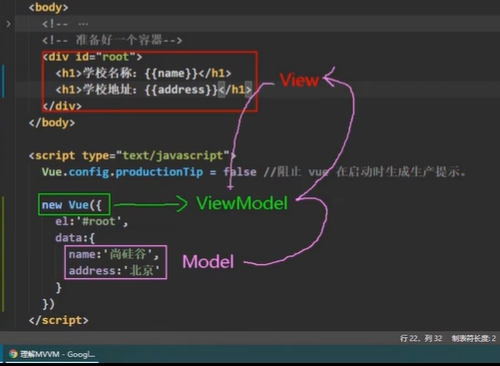 <body>
<!-- …
<!-- 准备好一个容器-->
<div id="root">
<h1>学校名称：{{name}}</h1>
<h1>学校地址：{{address}}</h1>
View
</div>
</body>
<script type="text/javascript">
Vue.config.productionTip = false //阻止 vue 在启动时生成生产提示。
new Vue({
ViewModel
el:'#root',
data:{
name:'尚硅谷',
Model
address:'北京'
}
})
</script>
行 22，列 32 制表符长度: 2
理解MVVM - Googl...